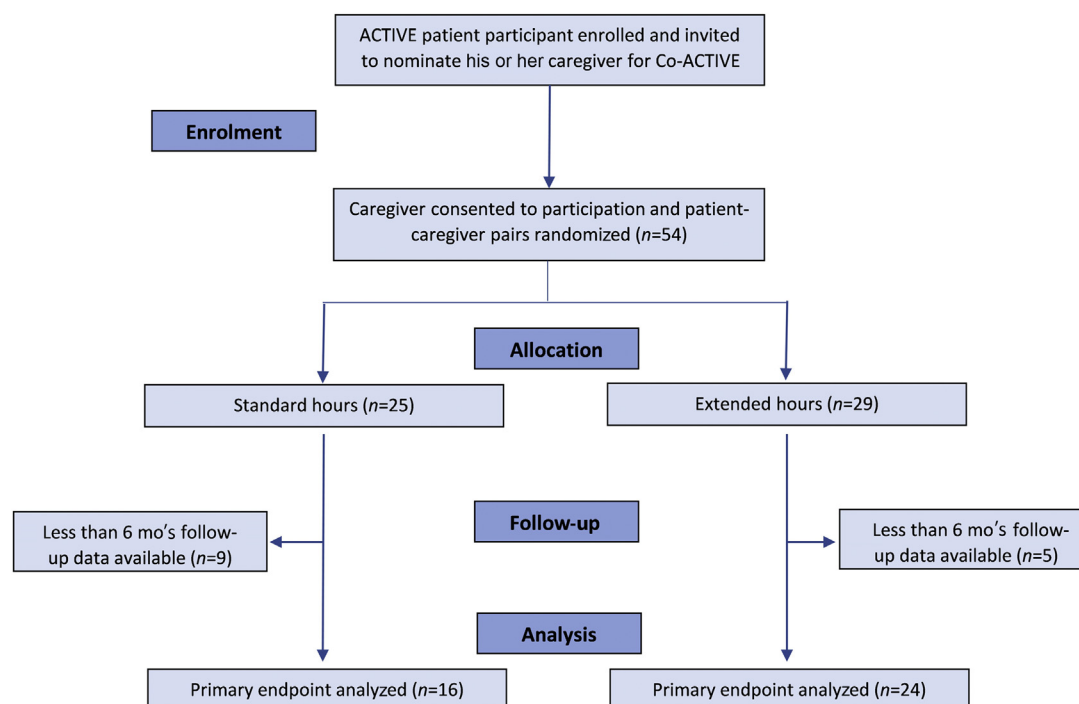 ACTIVE patient participant enrolled and invited
to nominate his or her caregiver for Co-ACTIVE
Enrolment
Caregiver consented to participation and patient-
caregiver pairs randomized (n=54)
Allocation
Standard hours (n=25)
Extended hours (n=29)
Less than 6 mo's follow-
up data available (n=9)
Follow-up
Less than 6 mo's follow-
up data available (n=5)
Analysis
Primary endpoint analyzed (n=16)
Primary endpoint analyzed (n=24)